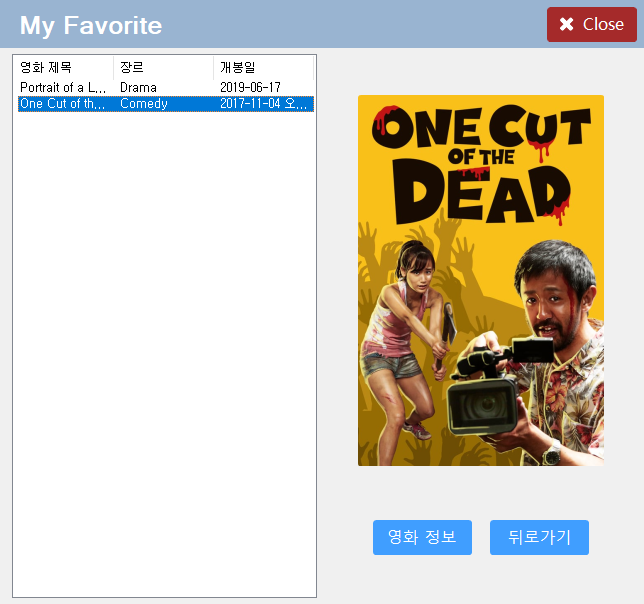 My Favorite
Close
영화 제목 장르 개봉일
Portrait of a L... Drama 2019-06-17
One Cut of th... Comedy 2017-11-04 오...
ONE CUT
OF THE
DEAD
영화 정보 뒤로가기